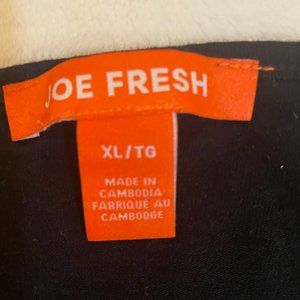 JOE FRESH
XL/TG
MADE IN
CAMBODIA
FABRIQUÉ AU
CAMBODGE